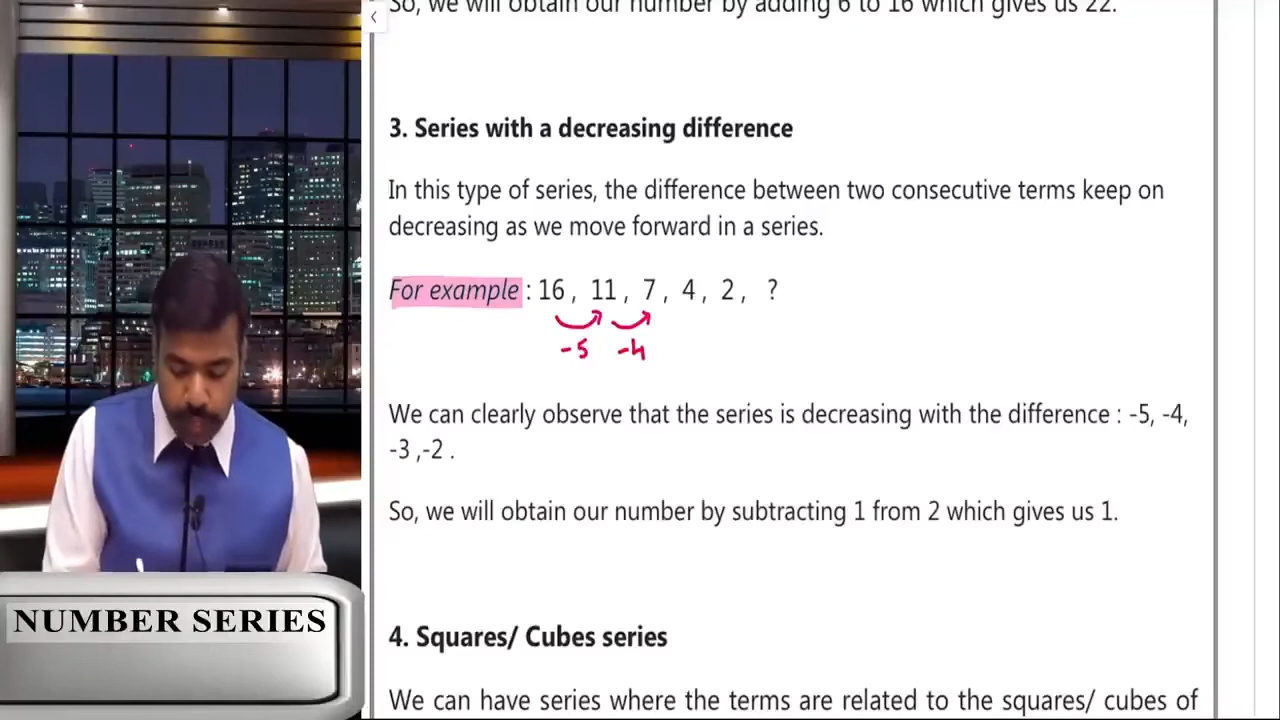 So, we will obtain our number by adding 6 to 16 which gives us 22.
3. Series with a decreasing difference
In this type of series, the difference between two consecutive terms keep on
decreasing as we move forward in a series.
For example : 16 , 11 , 7 , 4 , 2 , ?
-5 -4
We can clearly observe that the series is decreasing with the difference : -5, -4,
-3 ,-2 .
So, we will obtain our number by subtracting 1 from 2 which gives us 1.
NUMBER SERIES
4. Squares/ Cubes series
We can have series where the terms are related to the squares/ cubes of